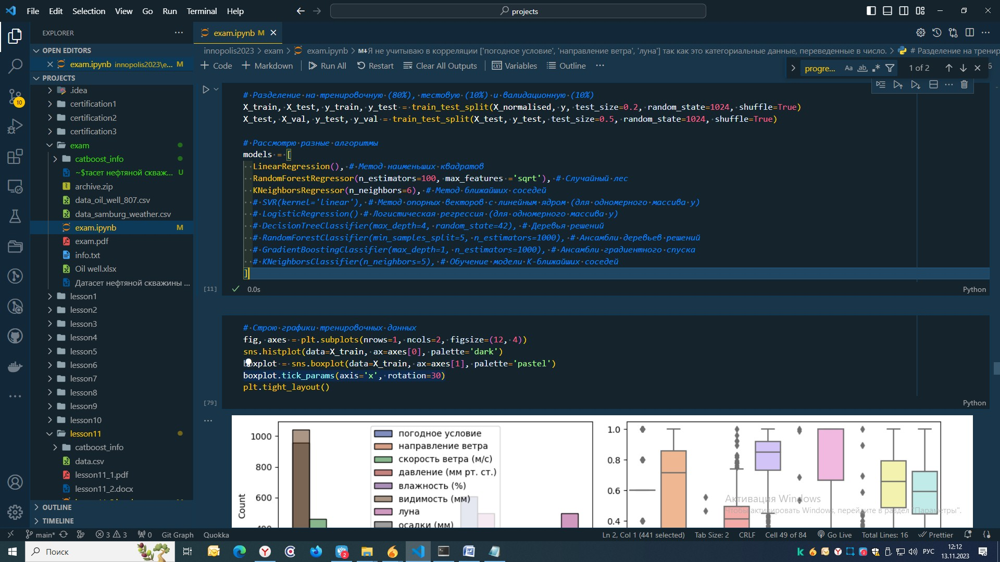 File Edit Selection View Go Run Terminal Help
projects
EXPLORER
OPEN EDITORS
exam.ipynb innopolis2023\e... M
PROJECTS
.idea
certification1
certification2
certification3
exam
catboost_info
~$тасет нефтяной скваж... U
archive.zip
data_oil_well_807.csv
data_samburg_weather.csv
exam.ipynb M
exam.pdf
info.txt
Oil well.xlsx
Датасет нефтяной скважины ...
lesson1
lesson2
lesson3
lesson4
lesson5
lesson6
lesson7
lesson8
lesson9
lesson10
lesson11
catboost_info
data.csv
lesson11_1.pdf
lesson11_2.docx
OUTLINE
TIMELINE
10
exam.ipynb M
innopolis2023 > exam > exam.ipynb > M↓Я не учитываю в корреляции ['погодное условие', 'направление ветра', 'луна'] так как это категориальные данные, переведенные в число. > # Разделение на тренир
Code Markdown Run All Restart Clear All Outputs Variables Outline
progre... Aa ab 1 of 2
# Разделение на тренировочную (80%), тестовую (10%) и валидационную (10%)
X_train, X_test, y_train, y_test = train_test_split(X_normalised, y, test_size=0.2, random_state=1024, shuffle=True)
X_test, X_val, y_test, y_val = train_test_split(X_test, y_test, test_size=0.5, random_state=1024, shuffle=True)
# Рассмотрю разные алгоритмы
models = [
LinearRegression(), # Метод наименьших квадратов
RandomForestRegressor(n_estimators=100, max_features ='sqrt'), # Случайный лес
KNeighborsRegressor(n_neighbors=6), # Метод ближайших соседей
# SVR(kernel='linear'), # Метод опорных векторов с линейным ядром (для одномерного массива y)
# LogisticRegression() # Логистическая регрессия (для одномерного массива y)
# DecisionTreeClassifier(max_depth=4, random_state=42), # Деревья решений
# RandomForestClassifier(min_samples_split=5, n_estimators=1000), # Ансамбли деревьев решений
# GradientBoostingClassifier(max_depth=1, n_estimators=1000), # Ансамбли градиентного спуска
# KNeighborsClassifier(n_neighbors=5), # Обучение модели К-ближайших соседей
]
[11] 0.0s Python
# Строю графики тренировочных данных
fig, axes = plt.subplots(nrows=1, ncols=2, figsize=(12, 4))
sns.histplot(data=X_train, ax=axes[0], palette='dark')
boxplot = sns.boxplot(data=X_train, ax=axes[1], palette='pastel')
boxplot.tick_params(axis='x', rotation=30)
plt.tight_layout()
[79] Python
1000
800
600
Count
погодное условие
направление ветра
скорость ветра (м/с)
давление (мм рт. ст.)
влажность (%)
видимость (мм)
луна
осадки (мм)
1.0
0.8
0.6
0.4
Активация Windows
Чтобы активировать Windows, перейдите в раздел "Параметры".
main* 3 3 0 Git Graph Quokka Ln 2, Col 1 (441 selected) Tab Size: 2 CRLF Cell 49 of 84 Go Live Total Lines: 16 Prettier
Поиск
2
РУС
12:12
13.11.2023